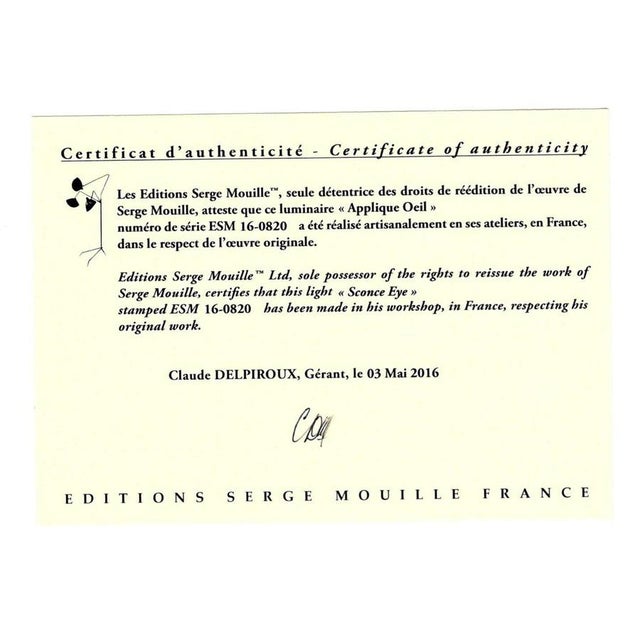 Certificat d'authenticité - Certificate of authenticity
Les Editions Serge Mouille™, seule détentrice des droits de réédition de l'œuvre de
Serge Mouille, atteste que ce luminaire « Applique Oeil »
numéro de série ESM 16-0820 a été réalisé artisanalement en ses ateliers, en France,
dans le respect de l'œuvre originale.
Editions Serge Mouille™ Ltd, sole possessor of the rights to reissue the work of
Serge Mouille, certifies that this light « Sconce Eye »
stamped ESM 16-0820 has been made in his workshop, in France, respecting his
original work.
Claude DELPIROUX, Gérant, le 03 Mai 2016
EDITIONS SERGE MOUILLE FRANCE